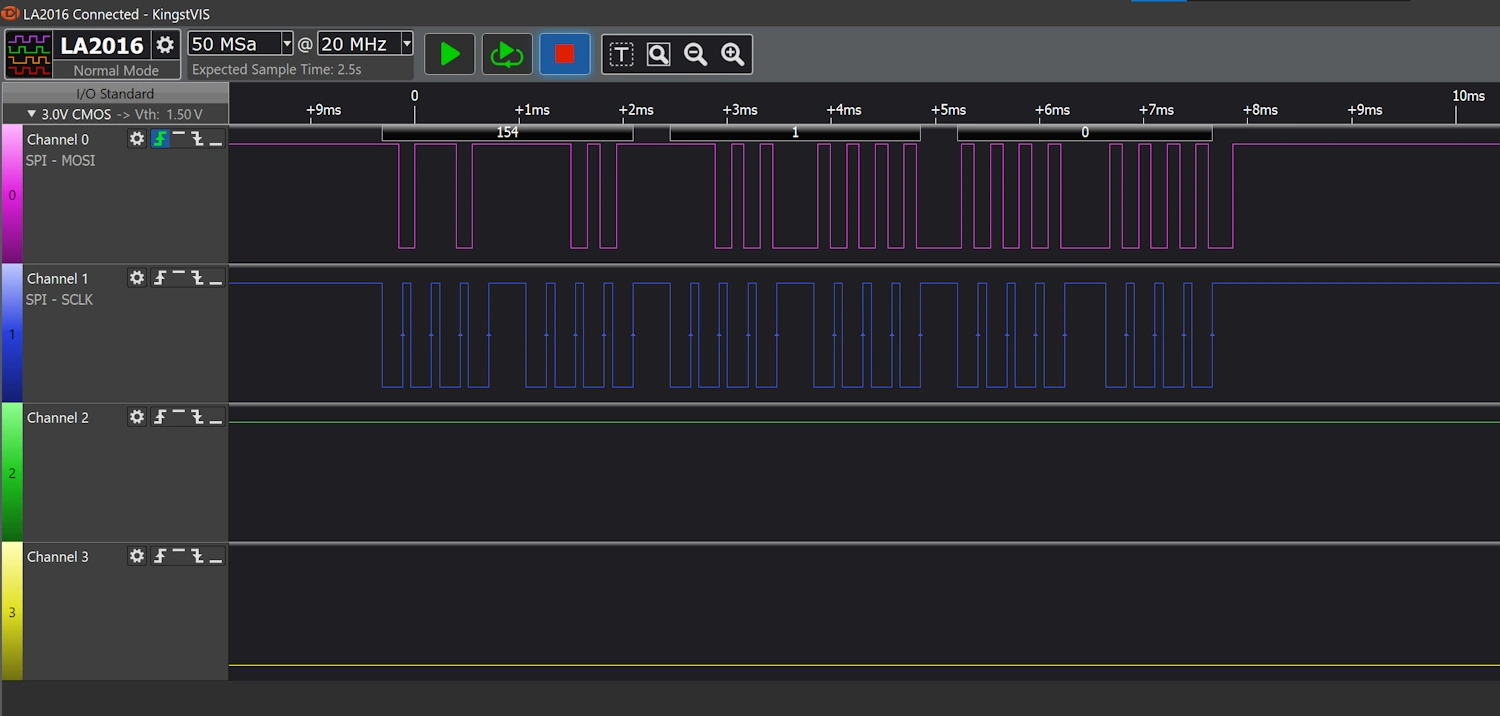 LA2016 Connected - KingstVIS
LA2016
50 MSa @ 20 MHz
Normal Mode
Expected Sample Time: 2.5s
T
I/O Standard
3.0V CMOS -> Vth: 1.50 V
0 10ms
+9ms +1ms +2ms +3ms +4ms +5ms +6ms +7ms +8ms +9ms
154 1 0
Channel 0
SPI - MOSI
0
Channel 1
SPI - SCLK
1
Channel 2
2
Channel 3
3